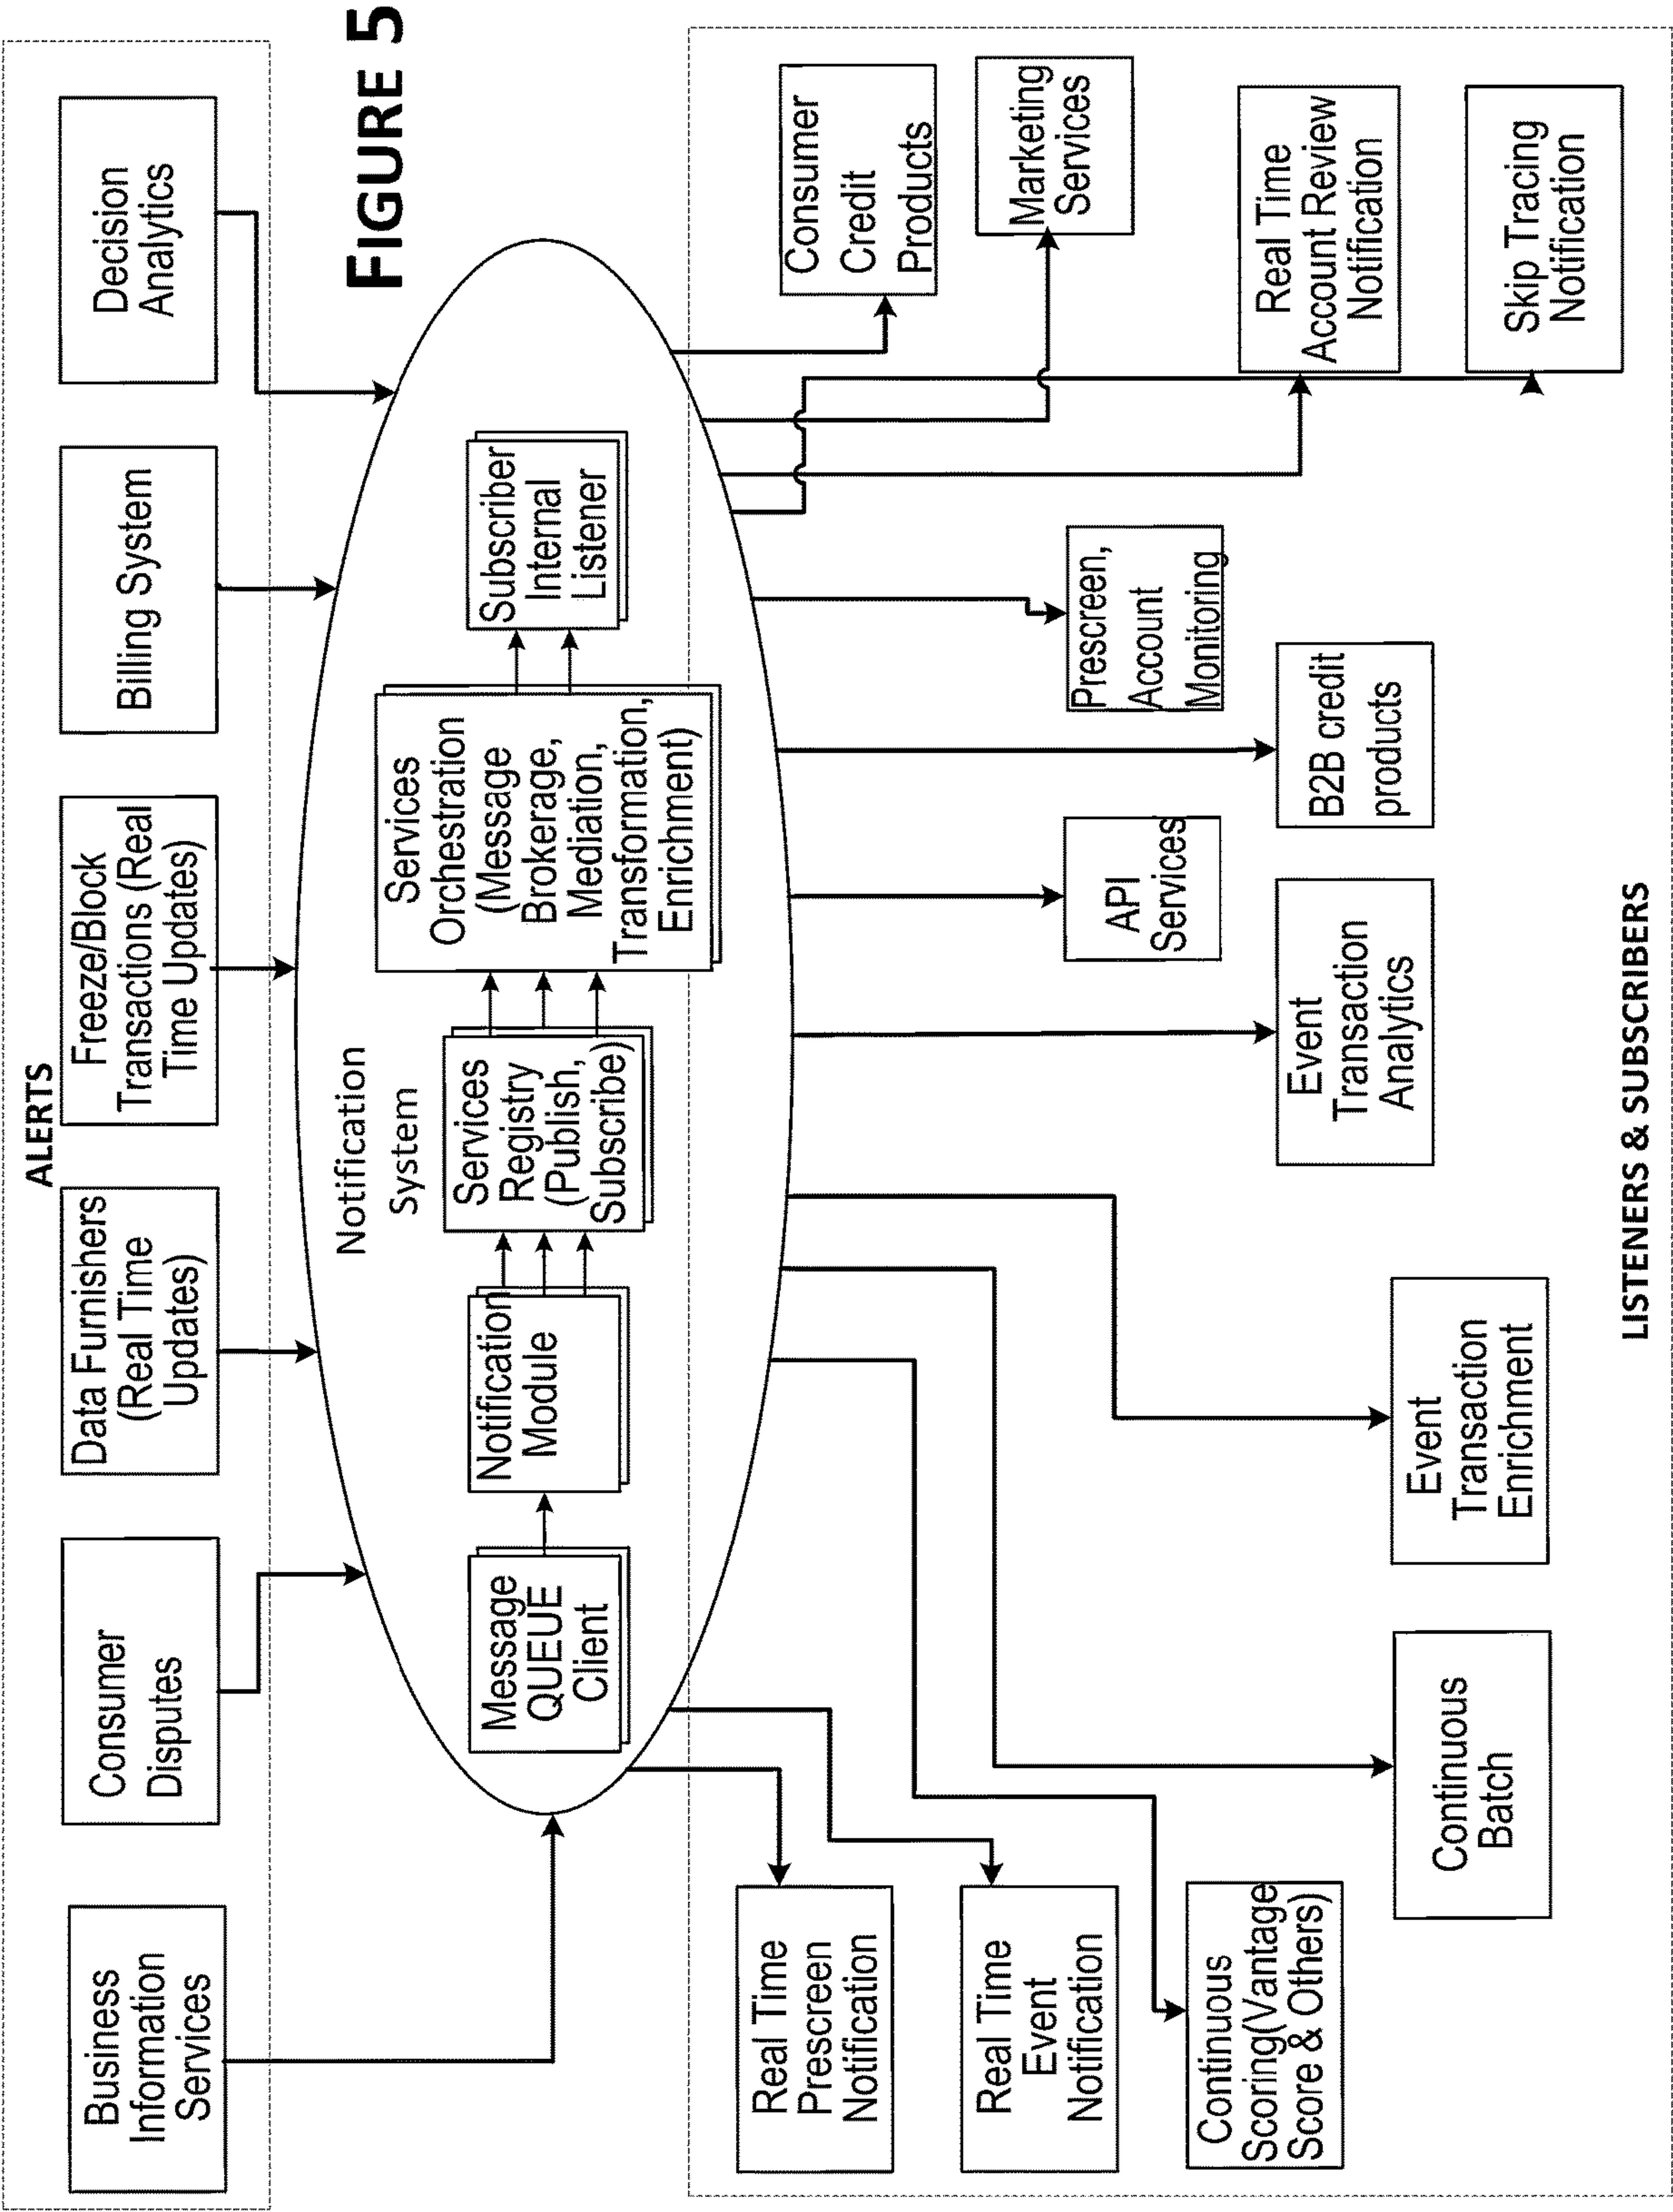 ALERTS
Business
Information
Services
Consumer
Disputes
Data Furnishers
(Real Time
Updates)
Freeze/Block
Transactions (Real
Time Updates)
Billing System
Decision
Analytics
FIGURE 5
Notification
System
Message
QUEUE
Client
Notification
Module
Services
Registry
(Publish,
Subscribe)
Services
Orchestration
(Message
Brokerage,
Mediation,
Transformation,
Enrichment)
Subscriber
Internal
Listener
Real Time
Prescreen
Notification
Real Time
Event
Notification
Continuous
Scoring(Vantage
Score & Others)
Continuous
Batch
Event
Transaction
Enrichment
Event
Transaction
Analytics
API
Services
B2B credit
products
Prescreen,
Account
Monitoring
Consumer
Credit
Products
Marketing
Services
Real Time
Account Review
Notification
Skip Tracing
Notification
LISTENERS & SUBSCRIBERS